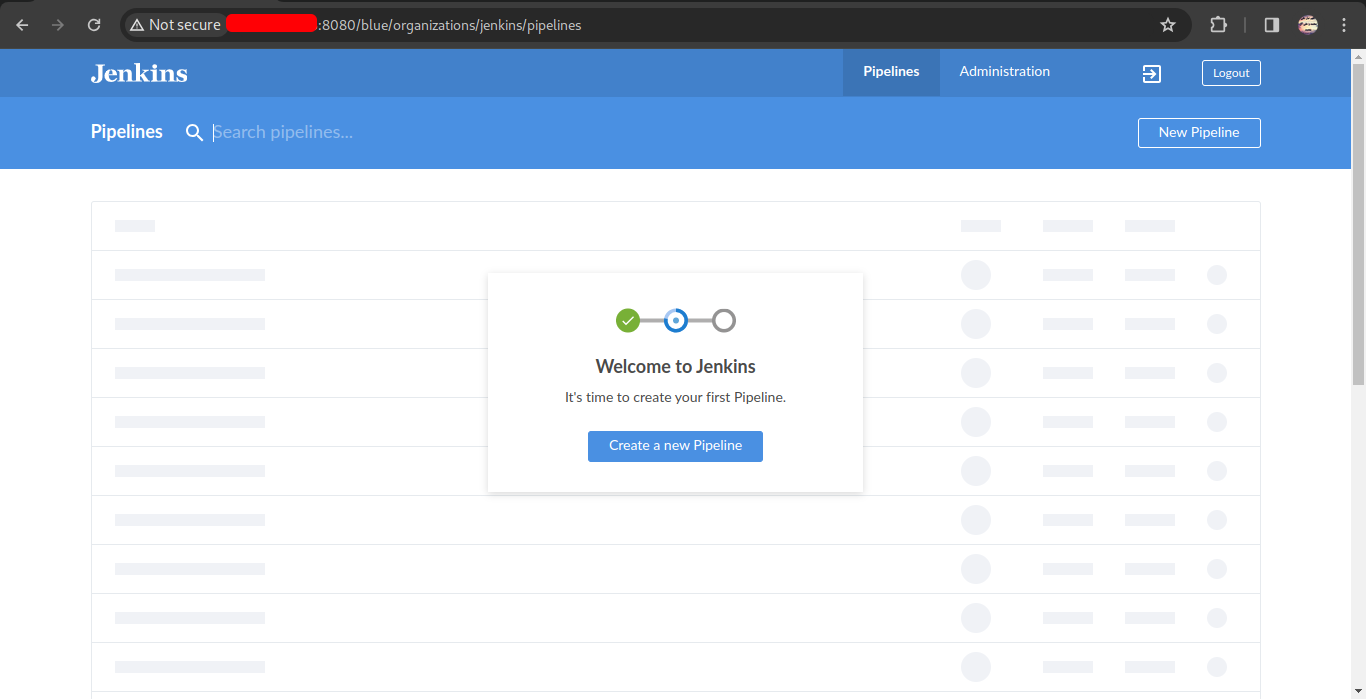 Not secure :8080/blue/organizations/jenkins/pipelines
Jenkins Pipelines Administration Logout
Pipelines Search pipelines... New Pipeline
Welcome to Jenkins
It's time to create your first Pipeline.
Create a new Pipeline